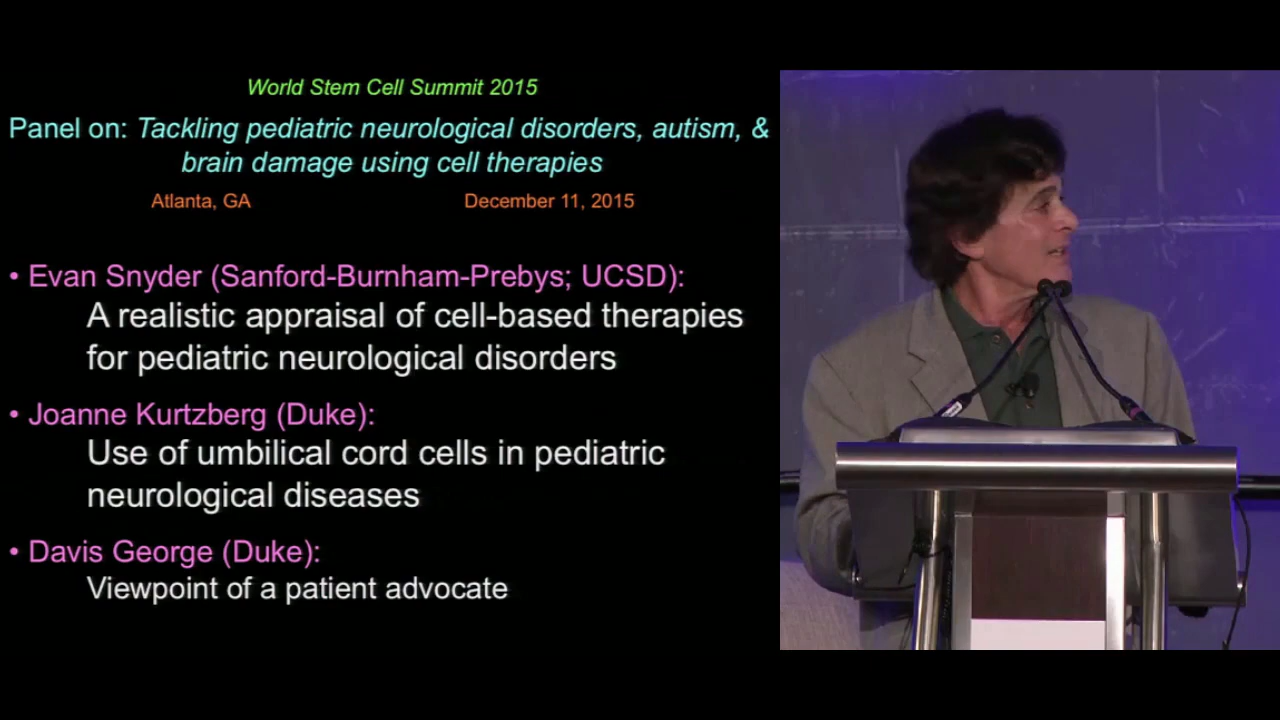 World Stem Cell Summit 2015
Panel on: Tackling pediatric neurological disorders, autism, &
brain damage using cell therapies
Atlanta, GA December 11, 2015
• Evan Snyder (Sanford-Burnham-Prebys; UCSD):
A realistic appraisal of cell-based therapies
for pediatric neurological disorders
• Joanne Kurtzberg (Duke):
Use of umbilical cord cells in pediatric
neurological diseases
• Davis George (Duke):
Viewpoint of a patient advocate